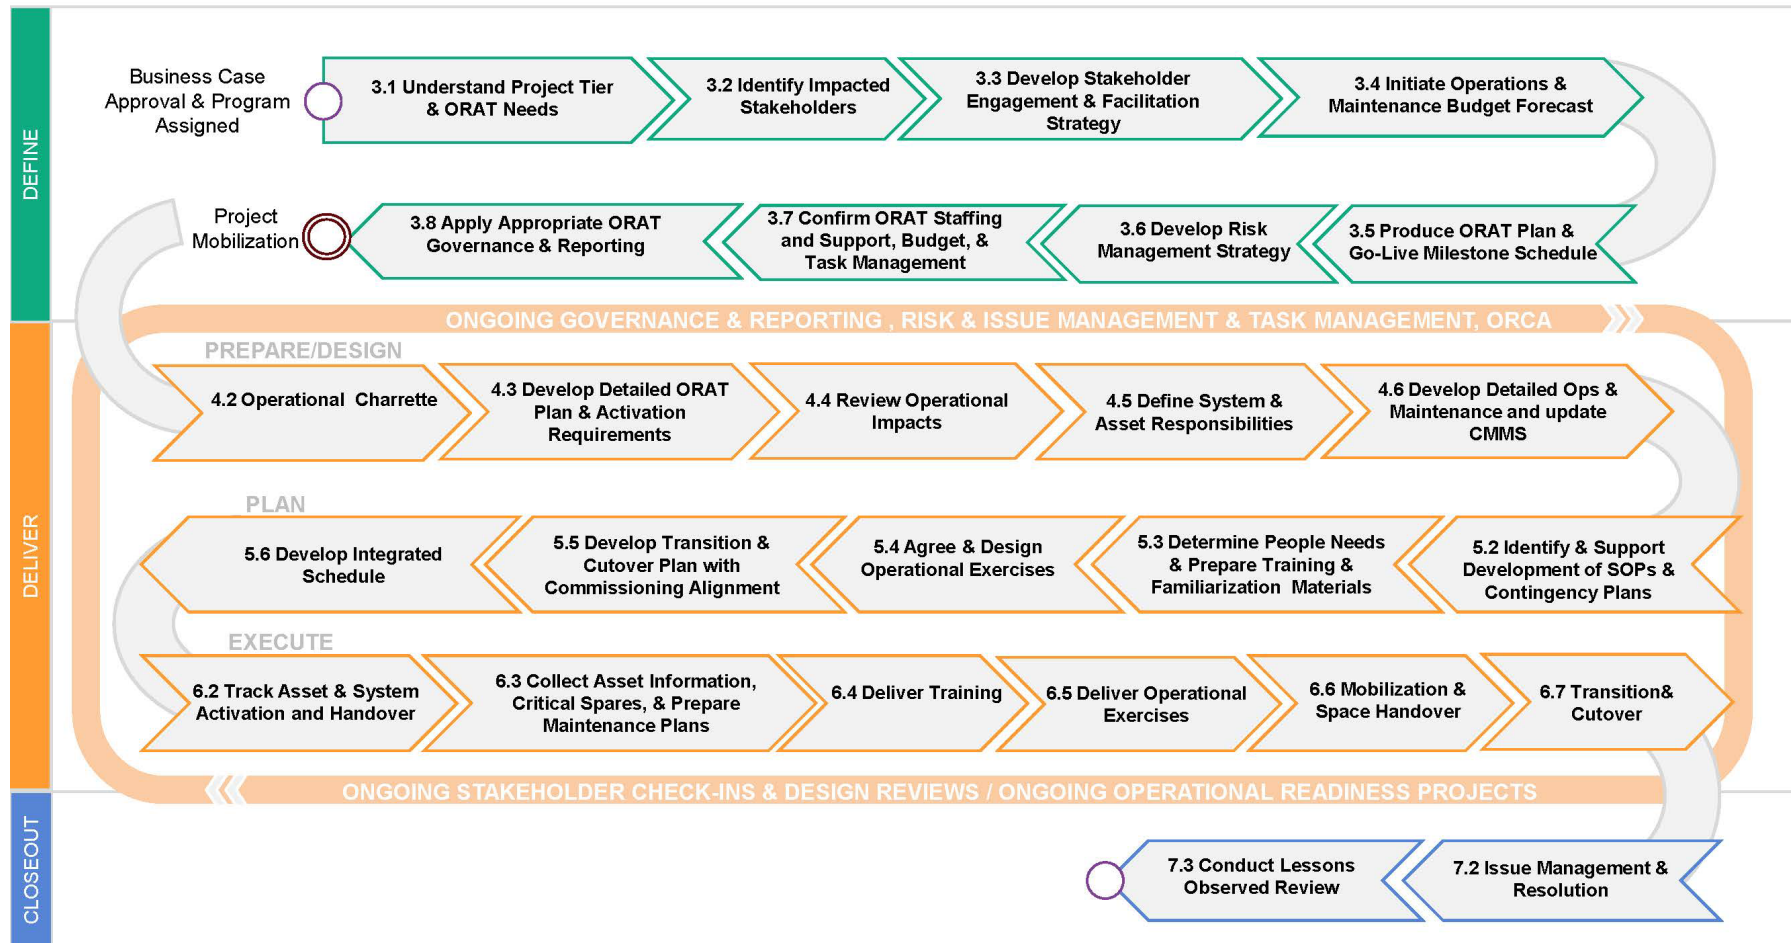 DEFINE
Business Case
Approval & Program
Assigned
3.1 Understand Project Tier
& ORAT Needs
3.2 Identify Impacted
Stakeholders
3.3 Develop Stakeholder
Engagement & Facilitation
Strategy
3.4 Initiate Operations &
Maintenance Budget Forecast
Project
Mobilization
3.8 Apply Appropriate ORAT
Governance & Reporting
3.7 Confirm ORAT Staffing
and Support, Budget, &
Task Management
3.6 Develop Risk
Management Strategy
3.5 Produce ORAT Plan &
Go-Live Milestone Schedule
DELIVER
ONGOING GOVERNANCE & REPORTING , RISK & ISSUE MANAGEMENT & TASK MANAGEMENT, ORCA
PREPARE/DESIGN
4.2 Operational Charrette
4.3 Develop Detailed ORAT
Plan & Activation
Requirements
4.4 Review Operational
Impacts
4.5 Define System &
Asset Responsibilities
4.6 Develop Detailed Ops &
Maintenance and update
CMMS
_PLAN
5.6 Develop Integrated
Schedule
5.5 Develop Transition &
Cutover Plan with
Commissioning Alignment
5.4 Agree & Design
Operational Exercises
5.3 Determine People Needs
& Prepare Training &
Familiarization Materials
5.2 Identify & Support
Development of SOPs &
Contingency Plans
EXECUTE
6.2 Track Asset & System
Activation and Handover
6.3 Collect Asset Information,
Critical Spares, & Prepare
Maintenance Plans
6.4 Deliver Training
6.5 Deliver Operational
Exercises
6.6 Mobilization &
Space Handover
6.7 Transition&
Cutover
ONGOING STAKEHOLDER CHECK-INS & DESIGN REVIEWS / ONGOING OPERATIONAL READINESS PROJECTS
CLOSEOUT
7.3 Conduct Lessons
Observed Review
7.2 Issue Management &
Resolution